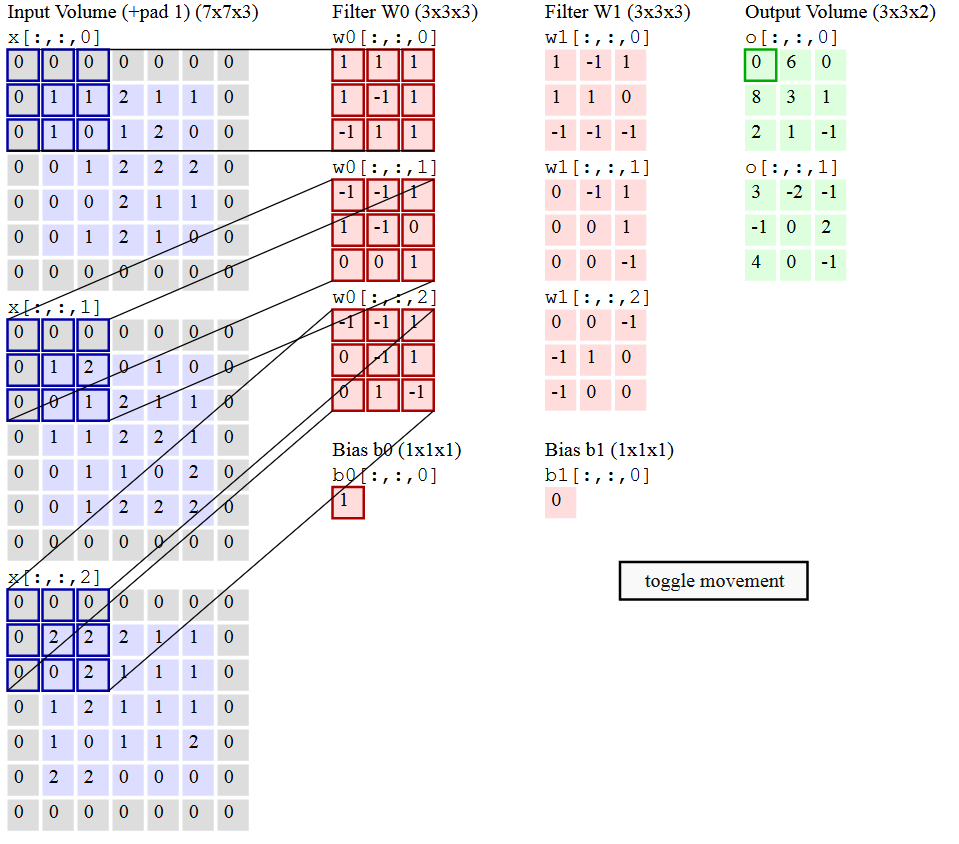 Input Volume (+pad 1) (7x7x3) Filter W0 (3x3x3) Filter W1 (3x3x3) Output Volume (3x3x2)
x[:,:,0] w0[:,:,0] w1[:,:,0] o[:,:,0]
0 0 0 0 0 0 0 1 1 1 1 -1 1 0 6 0
0 1 1 2 1 1 0 1 -1 1 1 1 0 8 3 1
0 1 0 1 2 0 0 -1 1 1 -1 -1 -1 2 1 -1
0 0 1 2 2 2 0 w0[:,:,1] w1[:,:,1] o[:,:,1]
0 0 0 2 1 1 0 -1 -1 1 0 -1 1 3 -2 -1
0 0 1 2 1 0 0 1 -1 0 0 0 1 -1 0 2
0 0 0 0 0 0 0 0 0 1 0 0 -1 4 0 -1
x[:,:,1] w0[:,:,2] w1[:,:,2]
0 0 0 0 0 0 0 -1 -1 1 0 0 -1
0 1 2 0 1 0 0 0 -1 1 -1 1 0
0 0 1 2 1 1 0 0 1 -1 -1 0 0
0 1 1 2 2 1 0 Bias b0 (1x1x1) Bias b1 (1x1x1)
0 0 1 1 0 2 0 b0[:,:,0] b1[:,:,0]
0 0 1 2 2 2 0 1 0
0 0 0 0 0 0 0
x[:,:,2] toggle movement
0 0 0 0 0 0 0
0 2 2 2 1 1 0
0 0 2 1 1 1 0
0 1 2 1 1 1 0
0 1 0 1 1 2 0
0 2 2 0 0 0 0
0 0 0 0 0 0 0